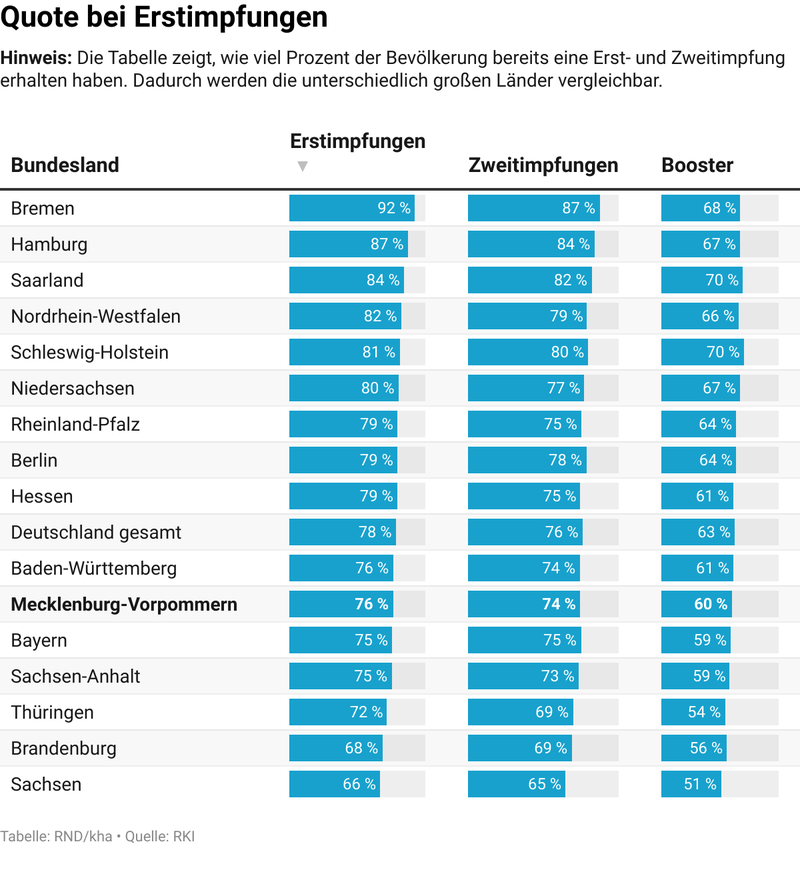 Quote bei Erstimpfungen
Hinweis: Die Tabelle zeigt, wie viel Prozent der Bevölkerung bereits eine Erst- und Zweitimpfung
erhalten haben. Dadurch werden die unterschiedlich großen Länder vergleichbar.
Bundesland Erstimpfungen ▼ Zweitimpfungen Booster
Bremen 92 % 87 % 68 %
Hamburg 87 % 84 % 67 %
Saarland 84 % 82 % 70 %
Nordrhein-Westfalen 82 % 79 % 66 %
Schleswig-Holstein 81 % 80 % 70 %
Niedersachsen 80 % 77 % 67 %
Rheinland-Pfalz 79 % 75 % 64 %
Berlin 79 % 78 % 64 %
Hessen 79 % 75 % 61 %
Deutschland gesamt 78 % 76 % 63 %
Baden-Württemberg 76 % 74 % 61 %
Mecklenburg-Vorpommern 76 % 74 % 60 %
Bayern 75 % 75 % 59 %
Sachsen-Anhalt 75 % 73 % 59 %
Thüringen 72 % 69 % 54 %
Brandenburg 68 % 69 % 56 %
Sachsen 66 % 65 % 51 %
Tabelle: RND/kha • Quelle: RKI